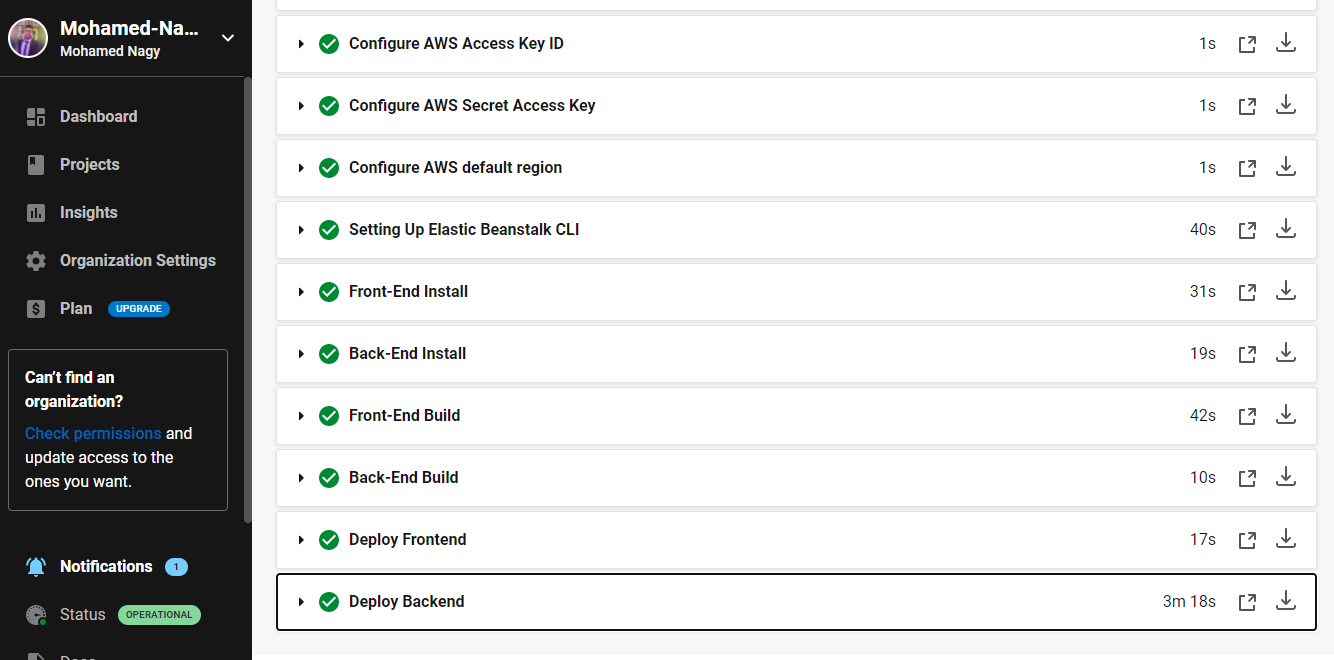 Mohamed-Na...
Mohamed Nagy
Dashboard
Projects
Insights
Organization Settings
Plan UPGRADE
Can't find an
organization?
Check permissions and
update access to the
ones you want.
Notifications 1
Status OPERATIONAL
Docs
Configure AWS Access Key ID 1s
Configure AWS Secret Access Key 1s
Configure AWS default region 1s
Setting Up Elastic Beanstalk CLI 40s
Front-End Install 31s
Back-End Install 19s
Front-End Build 42s
Back-End Build 10s
Deploy Frontend 17s
Deploy Backend 3m 18s